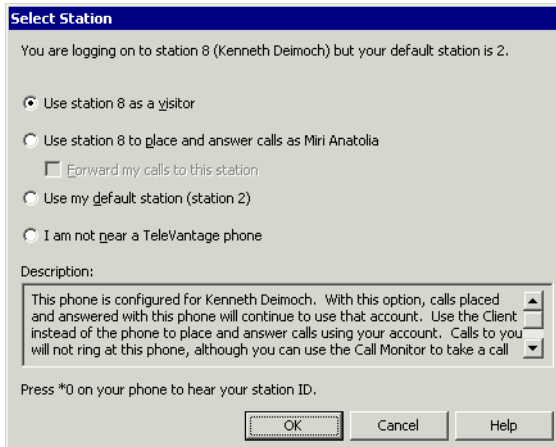 Select Station
You are logging on to station 8 (Kenneth Deimoch) but your default station is 2.
Use station 8 as a visitor
Use station 8 to place and answer calls as Miri Anatolia
Forward my calls to this station
Use my default station (station 2)
I am not near a TeleVantage phone
Description:
This phone is configured for Kenneth Deimoch. With this option, calls placed
and answered with this phone will continue to use that account. Use the Client
instead of the phone to place and answer calls using your account. Calls to you
will not ring at this phone, although you can use the Call Monitor to take a call
Press *0 on your phone to hear your station ID.
OK Cancel Help